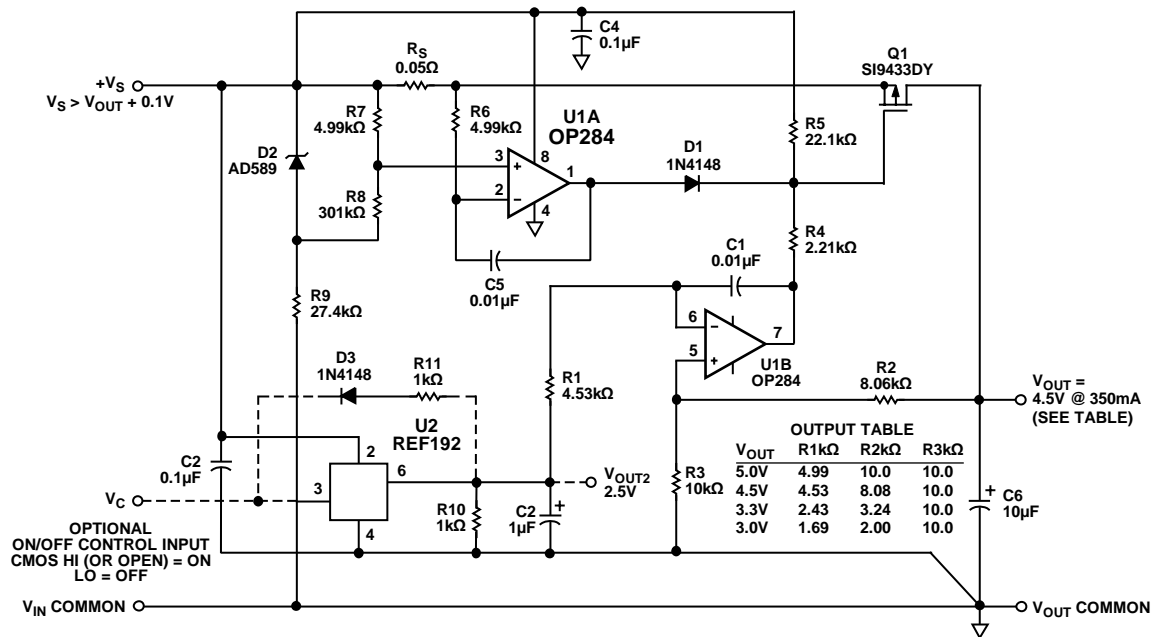 C4
0.1µF
Q1
SI9433DY
RS
0.05Ω
+VS
VS > VOUT + 0.1V
R7
4.99kΩ
R6
4.99kΩ
U1A
OP284
R5
22.1kΩ
D2
AD589
D1
1N4148
3
+
8
1
2
–
4
R8
301kΩ
R4
2.21kΩ
C1
0.01µF
C5
0.01µF
R9
27.4kΩ
6
–
7
5
+
U1B
OP284
D3
1N4148
R11
1kΩ
R1
4.53kΩ
R2
8.06kΩ
VOUT =
4.5V @ 350mA
(SEE TABLE)
U2
REF192
OUTPUT TABLE
VOUT R1kΩ R2kΩ R3kΩ
5.0V 4.99 10.0 10.0
4.5V 4.53 8.08 10.0
3.3V 2.43 3.24 10.0
3.0V 1.69 2.00 10.0
C2
0.1µF
2
6
3
4
VOUT2
2.5V
R3
10kΩ
VC
R10
1kΩ
C2
1µF
+
C6
10µF
+
OPTIONAL
ON/OFF CONTROL INPUT
CMOS HI (OR OPEN) = ON
LO = OFF
VIN COMMON
VOUT COMMON